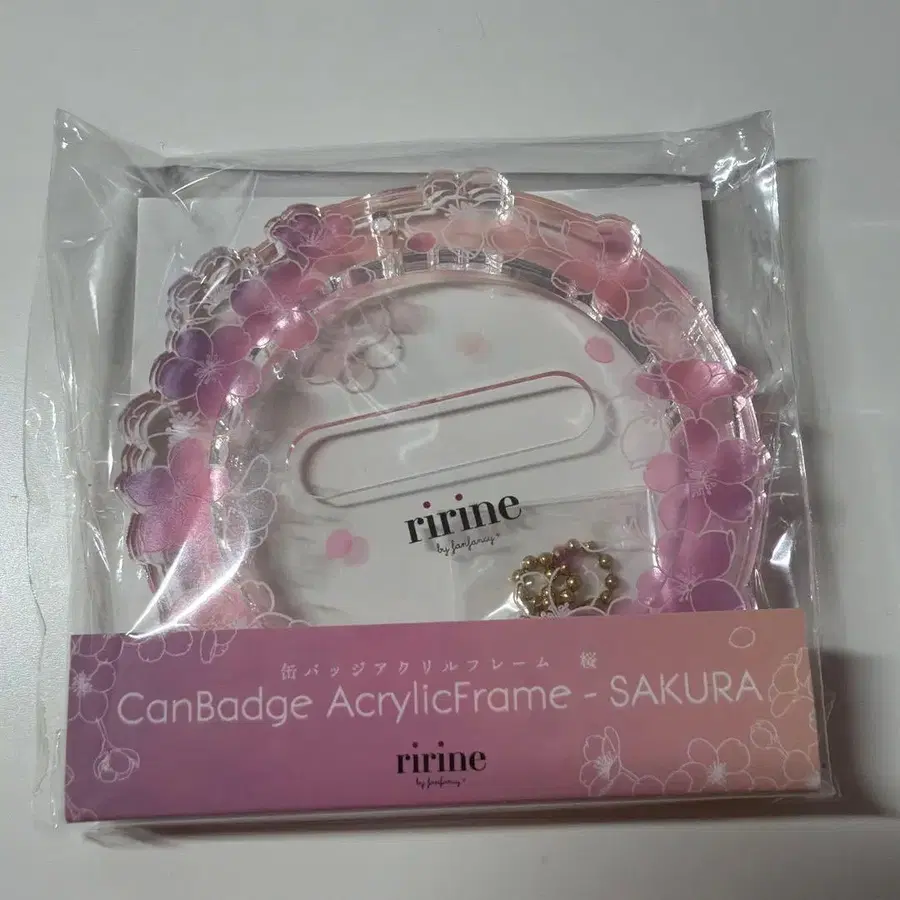 ririne
by fanfancy+
缶バッジアクリルフレーム 桜
CanBadge AcrylicFrame - SAKURA
ririne
by fanfancy+